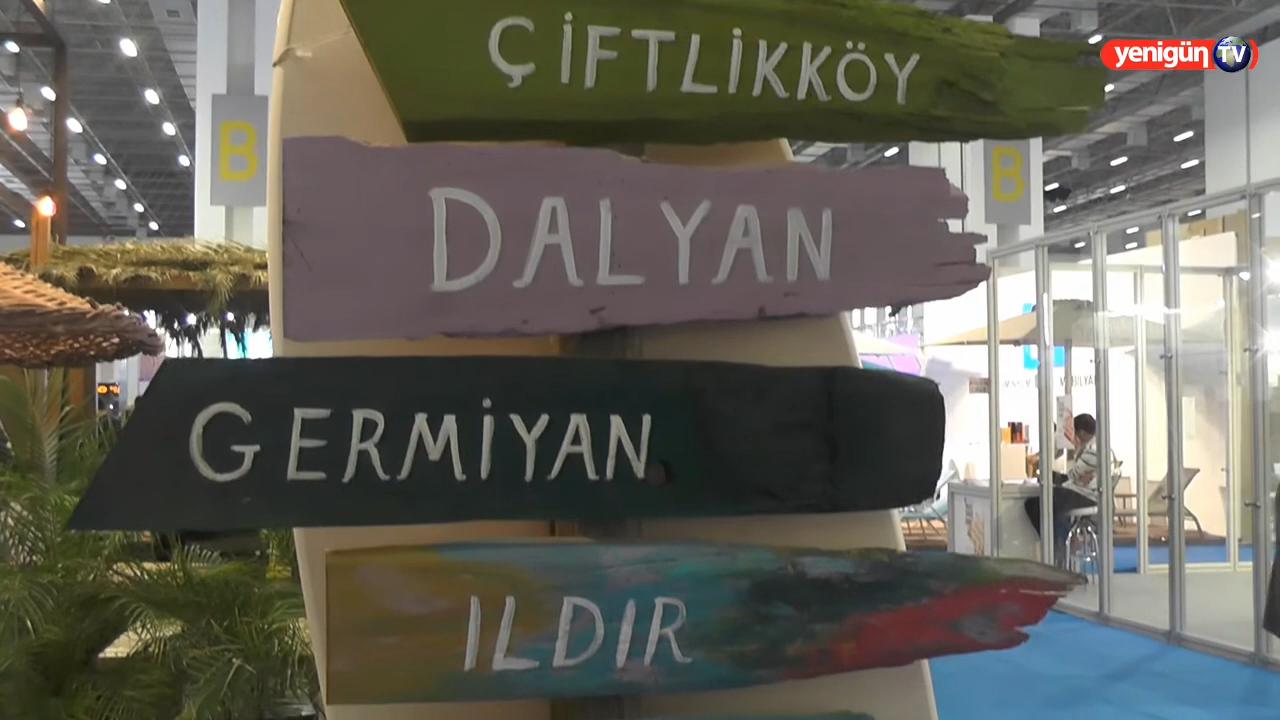 ÇİFTLİKKÖY
yenigün TV
B
B
DALYAN
GERMİYAN
ILDIR